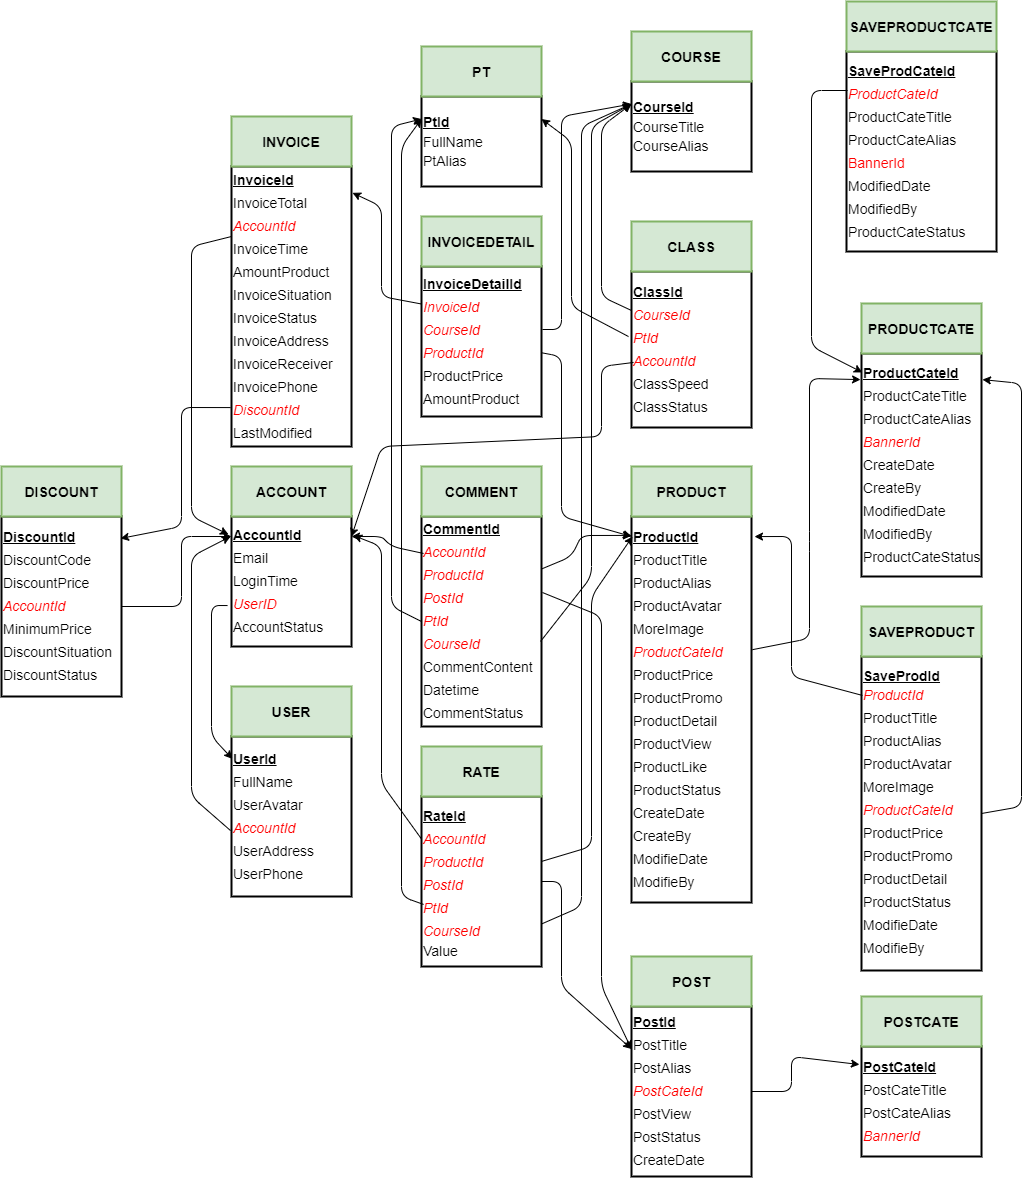 SAVEPRODUCTCATE
SaveProdCateId
ProductCateId
ProductCateTitle
ProductCateAlias
BannerId
ModifiedDate
ModifiedBy
ProductCateStatus
COURSE
CourseId
CourseTitle
CourseAlias
PT
PtId
FullName
PtAlias
INVOICE
InvoiceId
InvoiceTotal
AccountId
InvoiceTime
AmountProduct
InvoiceSituation
InvoiceStatus
InvoiceAddress
InvoiceReceiver
InvoicePhone
DiscountId
LastModified
INVOICEDETAIL
InvoiceDetailId
InvoiceId
CourseId
ProductId
ProductPrice
AmountProduct
CLASS
ClassId
CourseId
PtId
AccountId
ClassSpeed
ClassStatus
PRODUCTCATE
ProductCateId
ProductCateTitle
ProductCateAlias
BannerId
CreateDate
CreateBy
ModifiedDate
ModifiedBy
ProductCateStatus
DISCOUNT
DiscountId
DiscountCode
DiscountPrice
AccountId
MinimumPrice
DiscountSituation
DiscountStatus
ACCOUNT
AccountId
Email
LoginTime
UserID
AccountStatus
COMMENT
CommentId
AccountId
ProductId
PostId
PtId
CourseId
CommentContent
Datetime
CommentStatus
PRODUCT
ProductId
ProductTitle
ProductAlias
ProductAvatar
MoreImage
ProductCateId
ProductPrice
ProductPromo
ProductDetail
ProductView
ProductLike
ProductStatus
CreateDate
CreateBy
ModifieDate
ModifieBy
SAVEPRODUCT
SaveProdId
ProductId
ProductTitle
ProductAlias
ProductAvatar
MoreImage
ProductCateId
ProductPrice
ProductPromo
ProductDetail
ProductStatus
ModifieDate
ModifieBy
USER
UserId
FullName
UserAvatar
AccountId
UserAddress
UserPhone
RATE
RateId
AccountId
ProductId
PostId
PtId
CourseId
Value
POST
PostId
PostTitle
PostAlias
PostCateId
PostView
PostStatus
CreateDate
POSTCATE
PostCateId
PostCateTitle
PostCateAlias
BannerId